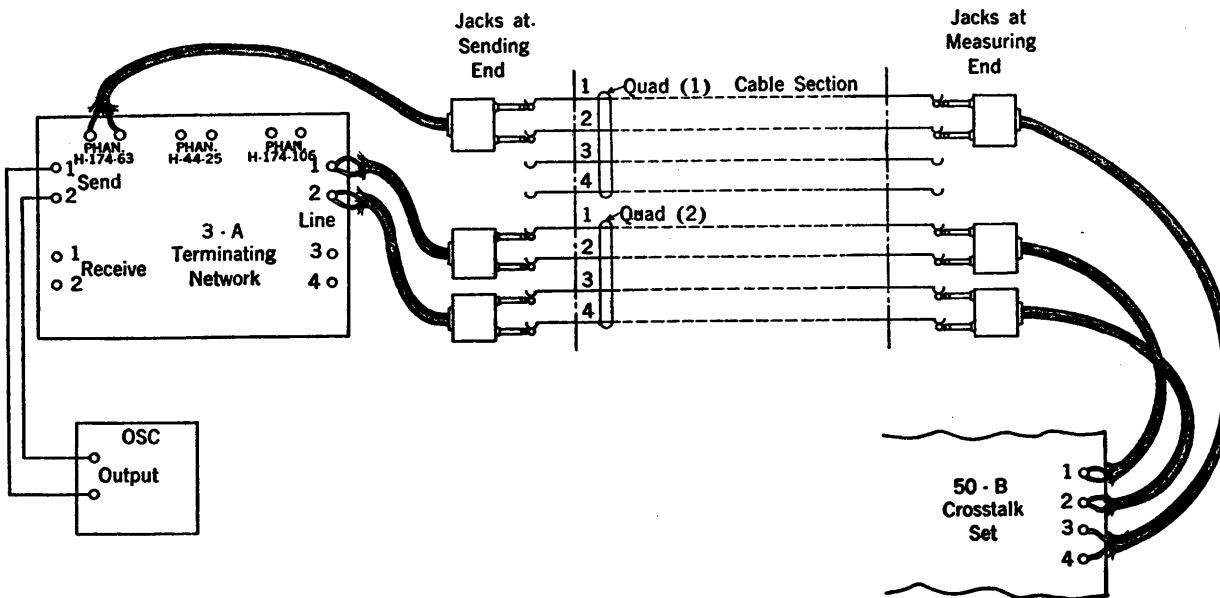 Jacks at.
Sending
End
Jacks at
Measuring
End
1
Quad (1)
Cable Section
2
3
4
1
Quad (2)
2
3
4
PHAN.
H-174-63
PHAN.
H-44-25
PHAN.
H-174-106
1
Send
2
1
2
Line
3 - A
Terminating
Network
1
Receive
2
3
4
OSC
Output
50 - B
Crosstalk
Set
1
2
3
4